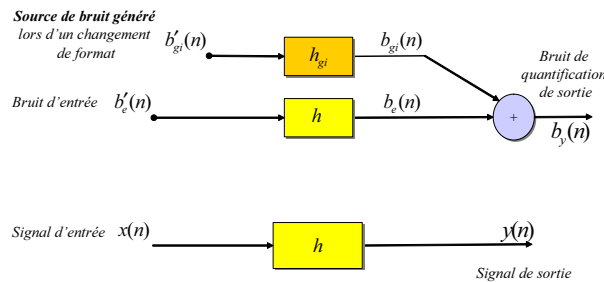 Source de bruit généré
lors d'un changement
de format
b'gi(n)
hgi
bgi(n)
Bruit de
quantification
de sortie
Bruit d'entrée
b'e(n)
h
be(n)
+
by(n)
Signal d'entrée
x(n)
h
y(n)
Signal de sortie